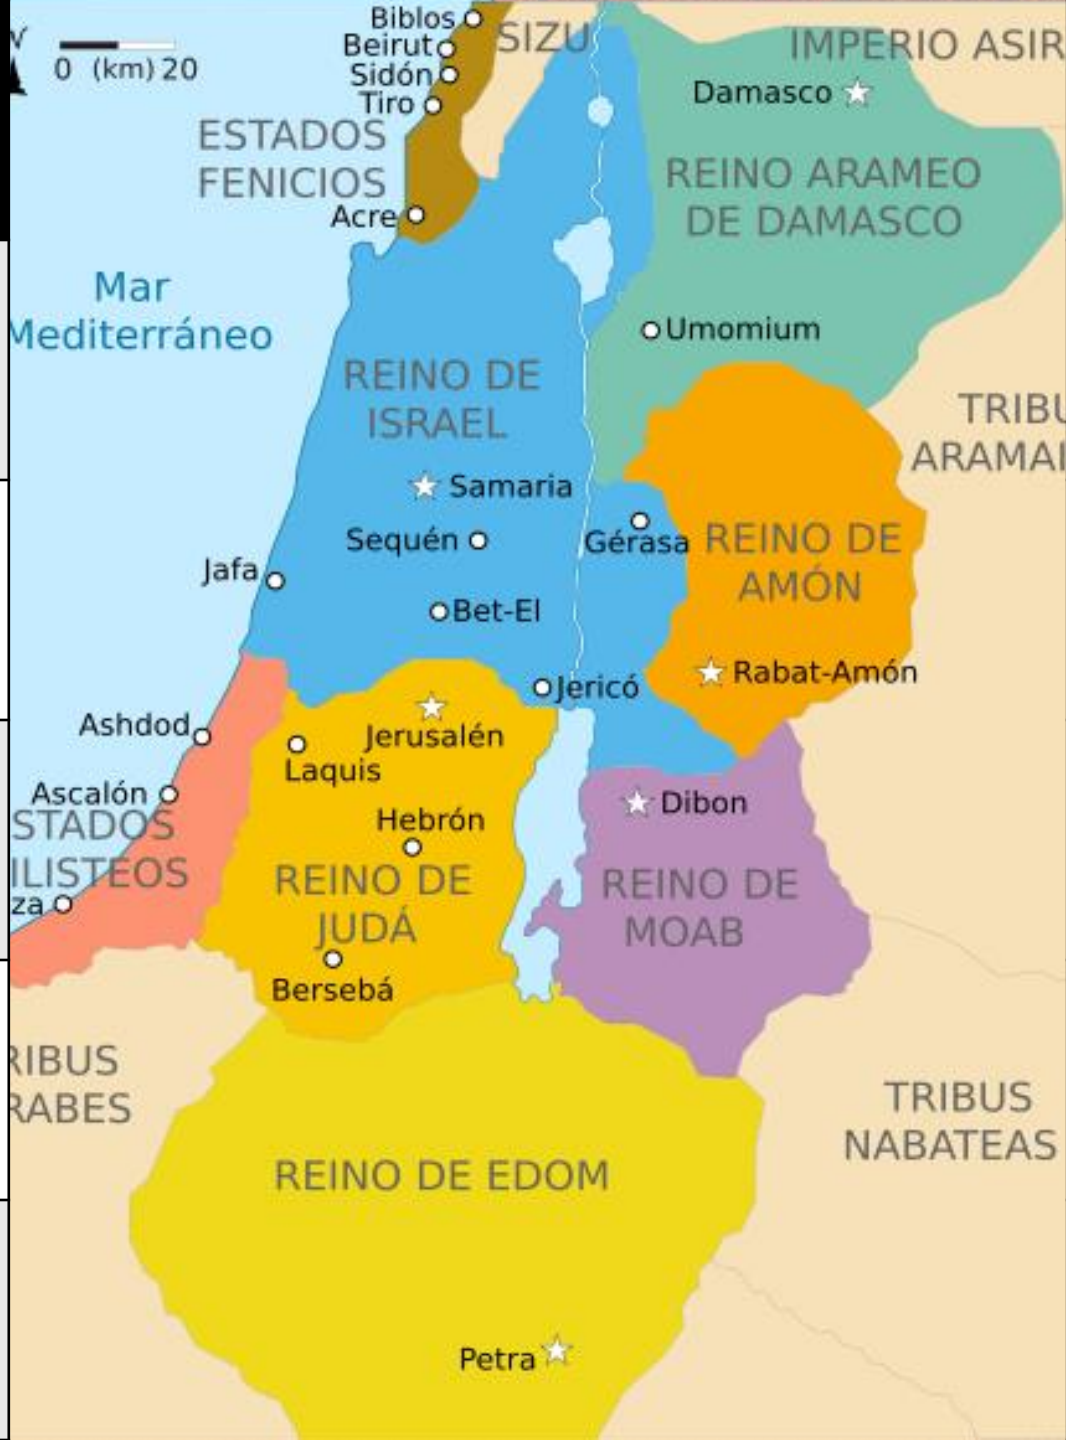 Biblos
SIZU
Beirut
IMPERIO ASIR
0 (km) 20
Sidón
Damasco
Tiro
ESTADOS
FENICIOS
REINO ARAMEO
DE DAMASCO
Acre
Mar
Mediterráneo
Umomium
REINO DE
ISRAEL
TRIBU
ARAMAI
Samaria
Sequén
Gérasa
REINO DE
AMÓN
Jafa
Bet-El
Rabat-Amón
Jericó
Ashdod
Jerusalén
Laquis
Ascalón
Dibon
STADOS
ILISTEOS
Hebrón
REINO DE
JUDÁ
REINO DE
MOAB
za
Bersebá
RIBUS
RABES
TRIBUS
NABATEAS
REINO DE EDOM
Petra